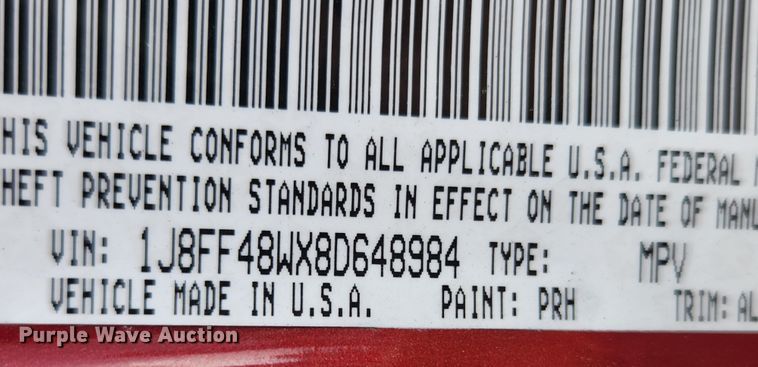 HIS VEHICLE CONFORMS TO ALL APPLICABLE U.S.A. FEDERAL
HEFT PREVENTION STANDARDS IN EFFECT ON THE DATE OF MANU
VIN: 1J8FF48WX8D648984 TYPE: MPV
VEHICLE MADE IN U.S.A. PAINT: PRH TRIM: AL
Purple Wave Auction